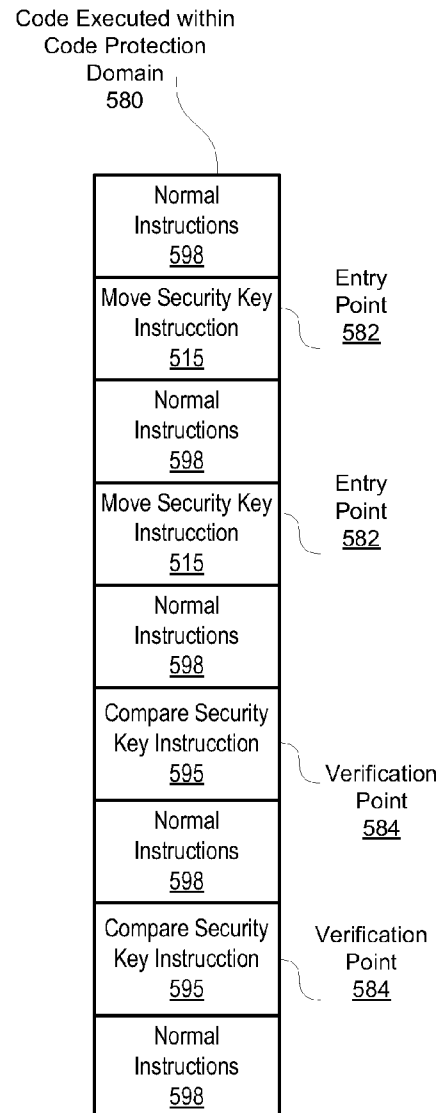 Code Executed within
Code Protection
Domain
580
Normal
Instructions
598
Move Security Key
Instrucction
515
Entry
Point
582
Normal
Instructions
598
Move Security Key
Instrucction
515
Entry
Point
582
Normal
Instructions
598
Compare Security
Key Instrucction
595
Verification
Point
584
Normal
Instructions
598
Compare Security
Key Instrucction
595
Verification
Point
584
Normal
Instructions
598